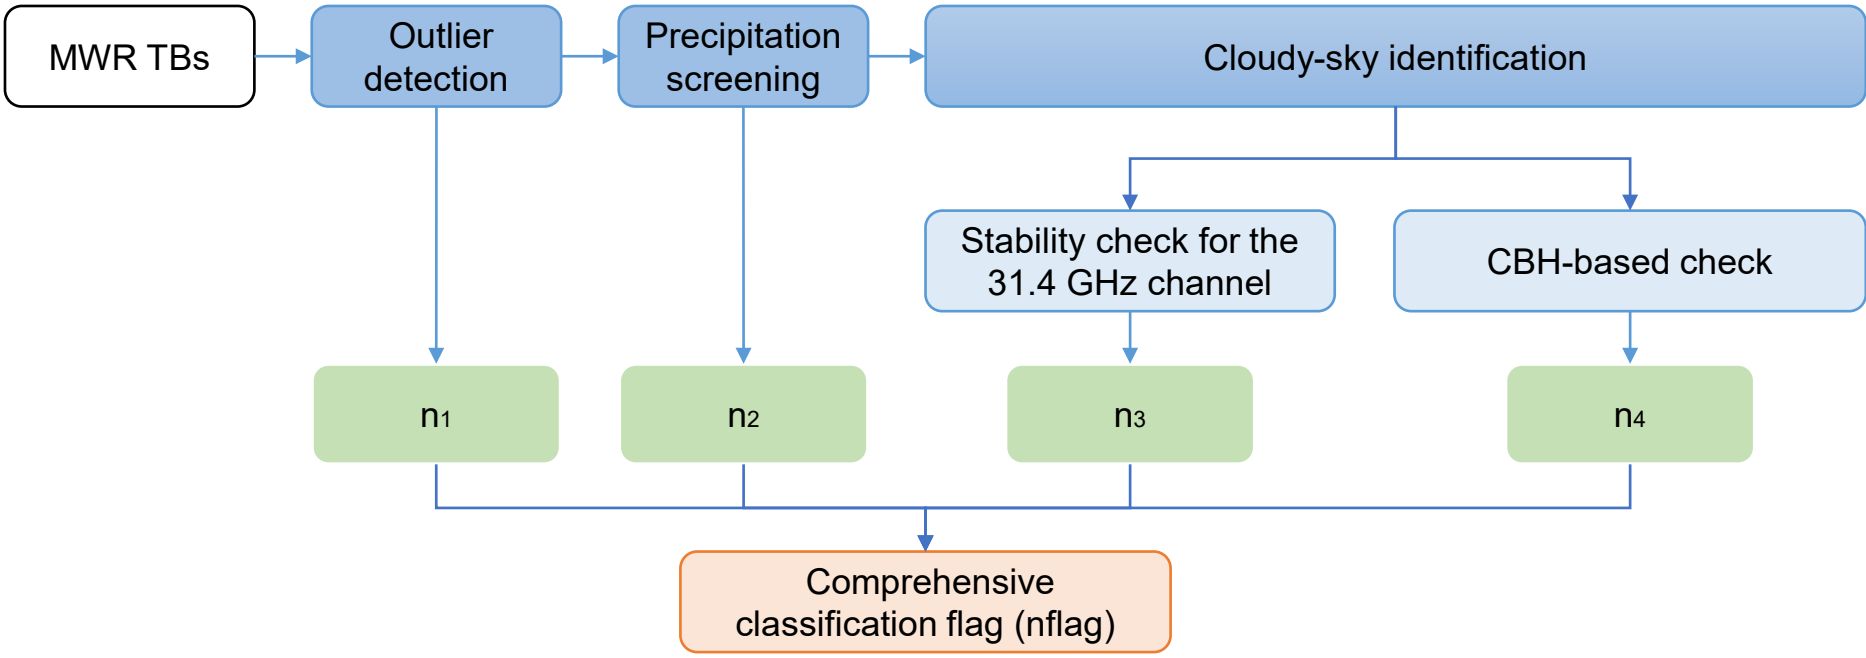 MWR TBs
Outlier
detection
Precipitation
screening
Cloudy-sky identification
Stability check for the
31.4 GHz channel
CBH-based check
n1
n2
n3
n4
Comprehensive
classification flag (nflag)